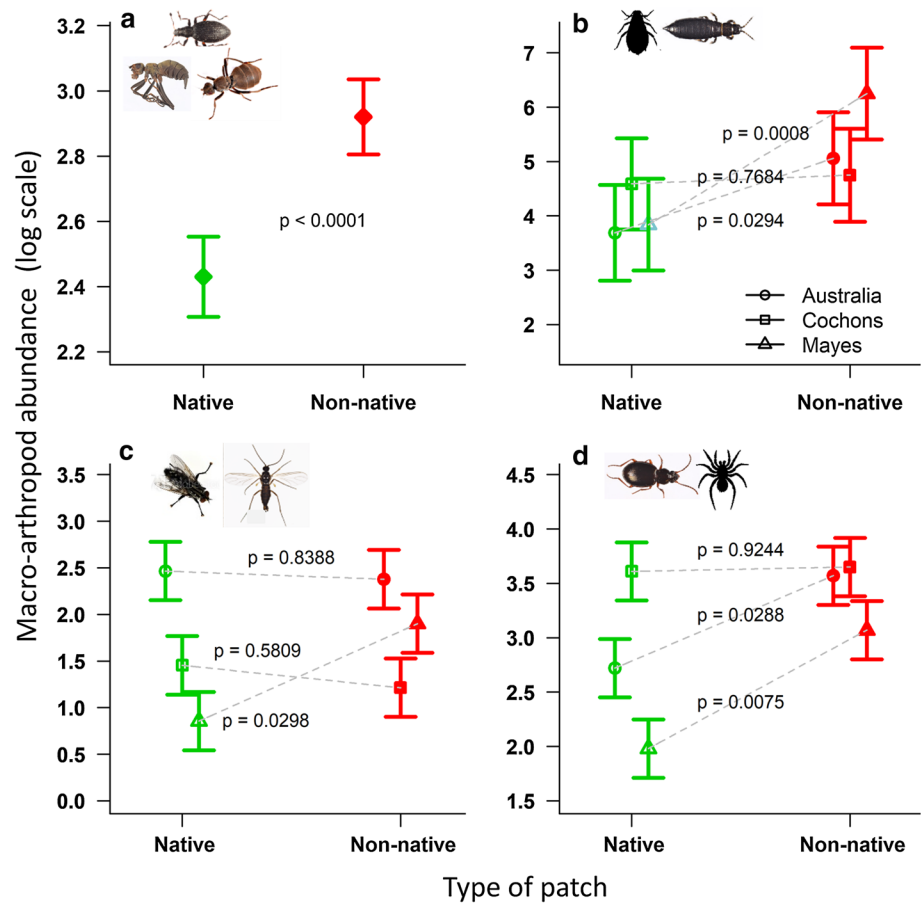 Macro-arthropod abundance (log scale)
a
3.2
3.0
2.8
2.6
2.4
2.2
p < 0.0001
Native
Non-native
b
7
6
5
4
3
2
p = 0.0008
p = 0.7684
p = 0.0294
Australia
Cochons
Mayes
Native
Non-native
c
3.5
3.0
2.5
2.0
1.5
1.0
0.5
0.0
p = 0.8388
p = 0.5809
p = 0.0298
Native
Non-native
d
4.5
4.0
3.5
3.0
2.5
2.0
1.5
p = 0.9244
p = 0.0288
p = 0.0075
Native
Non-native
Type of patch